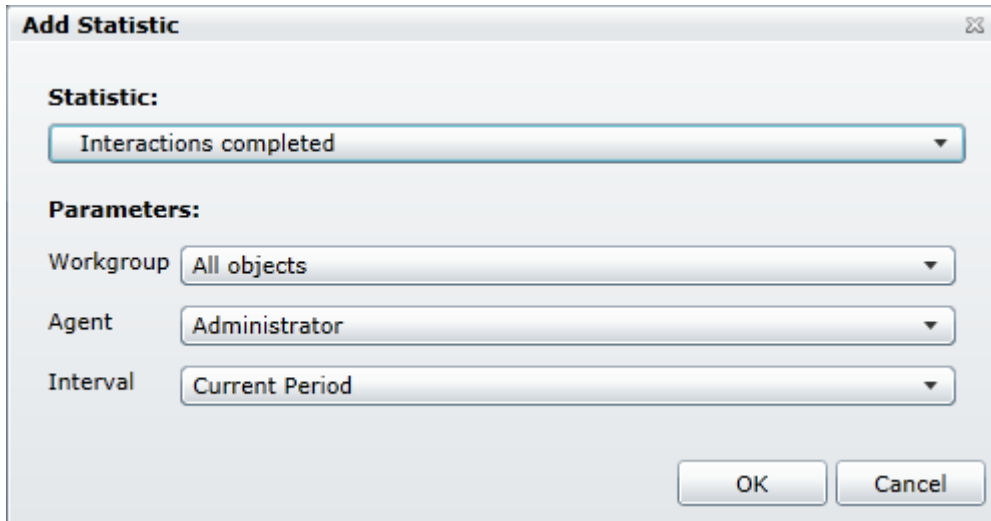 Add Statistic
Statistic:
Interactions completed
Parameters:
Workgroup All objects
Agent Administrator
Interval Current Period
OK Cancel